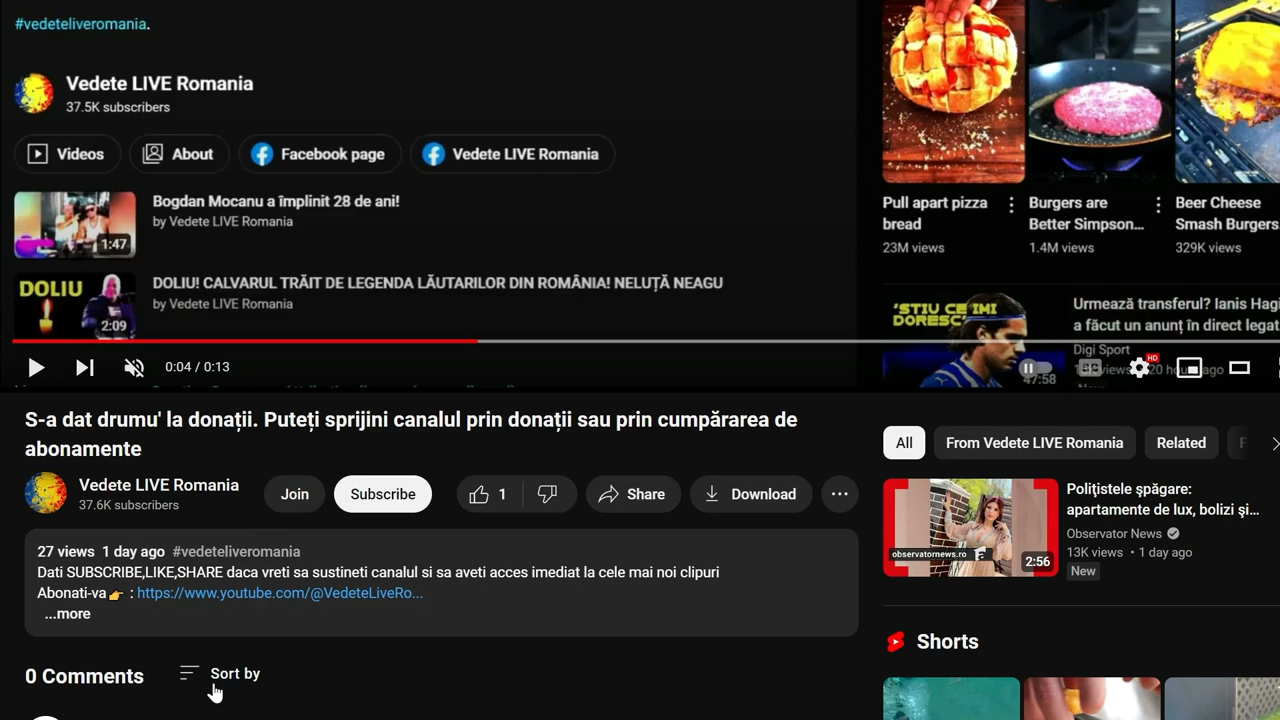 #vedeteliveromania.
Vedete LIVE Romania
37.5K subscribers
Videos
About
Facebook page
Vedete LIVE Romania
1:47
Bogdan Mocanu a împlinit 28 de ani!
by Vedete LIVE Romania
DOLIU
2:09
DOLIU! CALVARUL TRĂIT DE LEGENDA LĂUTARILOR DIN ROMÂNIA! NELUȚĂ NEAGU
by Vedete LIVE Romania
Pull apart pizza
bread
23M views
Burgers are
Better Simpson...
1.4M views
Beer Cheese
Smash Burgers
329K views
'STIU CE IMI
DORESC'
47:58
Urmează transferul? Ianis Hagi
a făcut un anunț în direct legat
Digi Sport
0:04 / 0:13
HD
S-a dat drumu' la donații. Puteți sprijini canalul prin donații sau prin cumpărarea de
abonamente
Vedete LIVE Romania
37.6K subscribers
Join
Subscribe
1
Share
Download
27 views 1 day ago #vedeteliveromania
Dati SUBSCRIBE,LIKE,SHARE daca vreti sa sustineti canalul si sa aveti acces imediat la cele mai noi clipuri
Abonati-va👉 : https://www.youtube.com/@VedeteLiveRo...
...more
0 Comments
Sort by
All
From Vedete LIVE Romania
Related
observatornews.ro
2:56
Polițistele șpăgare:
apartamente de lux, bolizi și...
Observator News
13K views • 1 day ago
New
Shorts